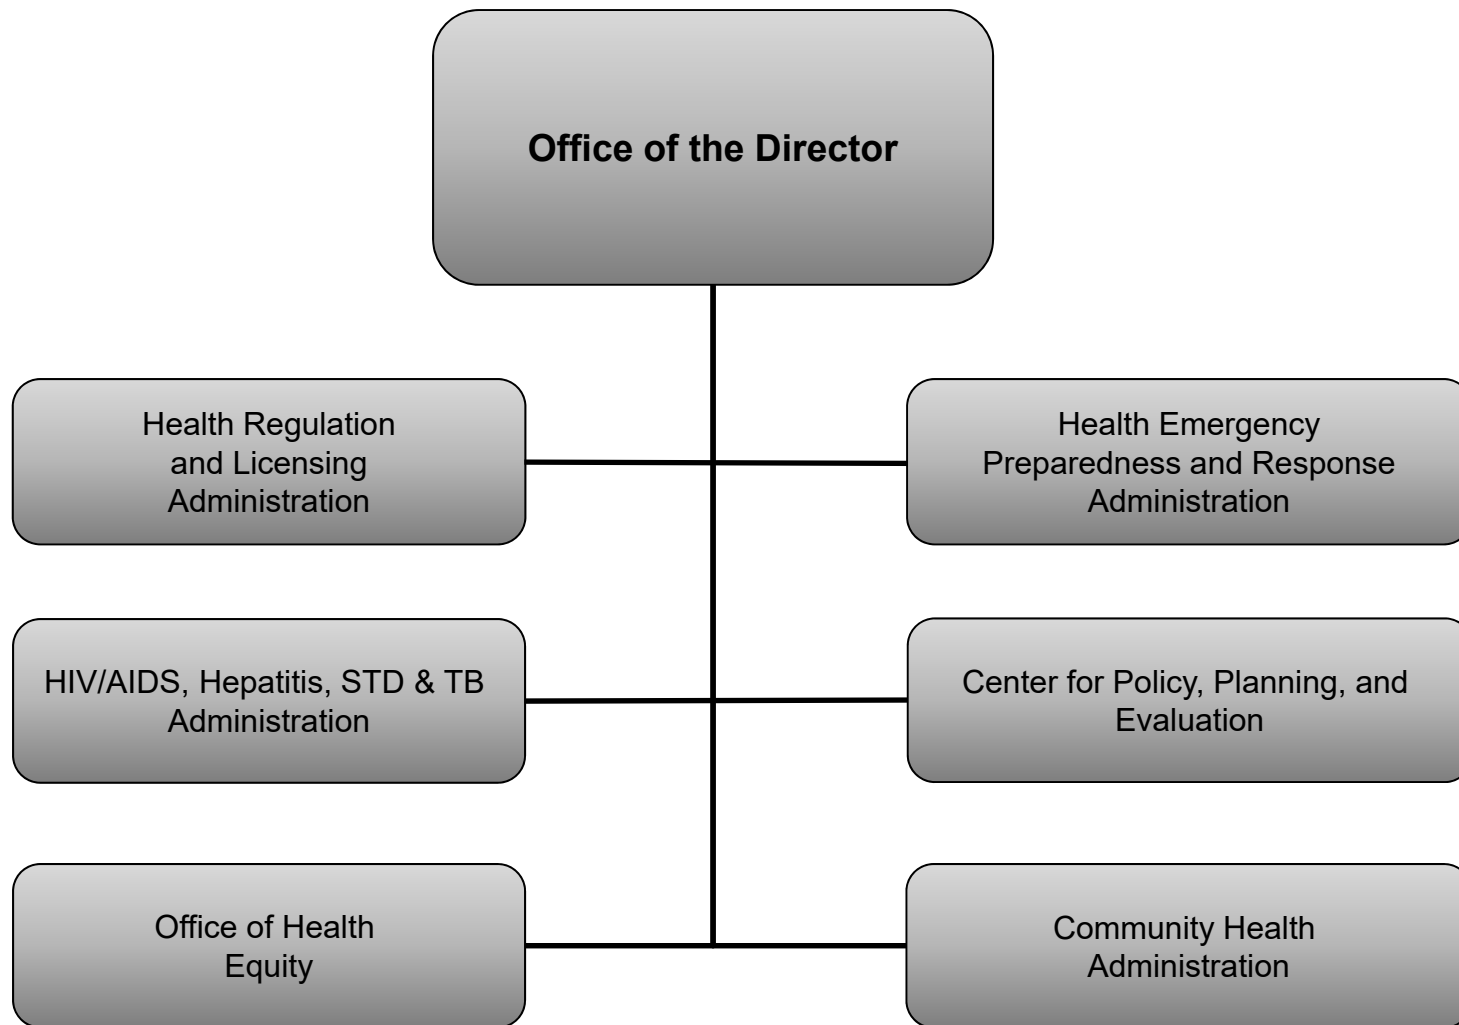 Office of the Director
Health Regulation
and Licensing
Administration
Health Emergency
Preparedness and Response
Administration
HIV/AIDS, Hepatitis, STD & TB
Administration
Center for Policy, Planning, and
Evaluation
Office of Health
Equity
Community Health
Administration